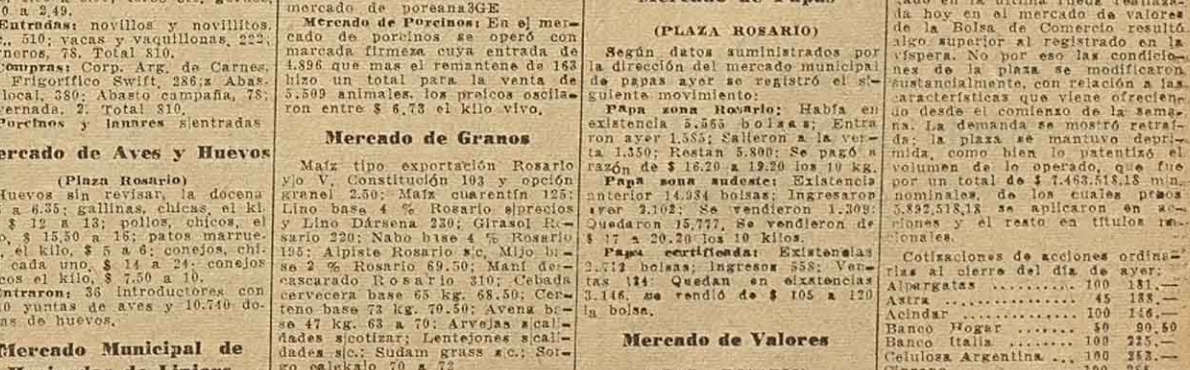 0 a 2,49.
Entradas: novillos y novillitos,
510; vacas y vaquillonas, 222;
neros, 78. Total 810.
Compras: Corp. Arg. de Carnes,
Frigorífico Swift 286; x Abas.
local, 380; Abasto campaña, 78;
vernada, 2. Total 810.
Porcinos y lanares s|entradas
ercado de Aves y Huevos
(Plaza Rosario)
Huevos sin revisar, la docena
a 6.35; gallinas, chicas, el ki
$ 12 a 13; pollos, chicos, el
$ 15,50 a 16; patos marrue-
el kilo, $ 5 a 6; conejos, chi-
cada uno, $ 14 a 24; conejos
cos el kilo, $ 7.50 a 10.
Entraron: 36 introductores con
0 yuntas de aves y 10.740 do-
as de huevos.
Mercado Municipal de
mercado de poreana3GE
Mercado de Porcinos: En el mer-
cado de porcinos se operó con
marcada firmeza cuya entrada de
4.896 que mas el remantene de 163
hizo un total para la venta de
5.509 animales. los preicos oscila-
ron entre $ 6,73 el kilo vivo.
Mercado de Granos
Maíz tipo exportación Rosario
y|o V. Constitución 103 y opción
granel 2.50; Maíz cuarentín 125;
Lino base 4 % Rosario s|precios
y Lino Dársena 230; Girasol Ro-
sario 220; Nabo base 4 % Rosario
195; Alpiste Rosario s|c, Mijo ba-
se 2 % Rosario 69.50; Maní des-
cascarado Rosario 310; Cebada
cervecera base 65 kg. 68.50; Cen-
teno base 73 kg. 70.50; Avena ba-
se 47 kg. 63 a 70; Arvejas s|cali-
dades s|cotizar; Lentejones s|cali-
dades s|c.; Sudam grass s|c.; Sor-
go calekalo 70 a 72
(PLAZA ROSARIO)
Según datos suministrados por
la dirección del mercado municipal
de papas ayer se registró el si-
guiente movimiento:
Papa zona Rosario: Había en
existencia 5.565 bolsas; Entra
ron ayer 1.585; Salieron a la ven-
ta 1.350; Restan 5.800; Se pagó a
razón de $ 16.20 a 19.20 los 10 kg.
Papa zona sudeste: Existencia
anterior 14.984 bolsas; Ingresaron
ayer 2.102; Se vendieron 1.309;
Quedaron 15.777, Se vendieron de
$ 17 a 20.20 los 10 kilos.
Papa certificada: Existencias
2.712 bolsas; Ingresos 558; Ven-
tas 124; Quedan en existencias
3.146, se rendió de $ 105 a 120
la bolsa.
Mercado de Valores
da hoy en el mercado de valores
de la Bolsa de Comercio resultó
algo superior al registrado en la
víspera. No por eso las condicio-
nes de la plaza se modificaron
sustancialmente, con relación a las
características que viene ofrecien-
do desde el comienzo de la sema-
na. La demanda se mostró retraí-
da; la plaza se mantuvo depri-
mida, como bien lo patentizó el
volumen de lo operado, que fue
por un total de $ 7.463.518,18 m|n.
nominales, de los cuales pesos
5.892.518,18 se aplicaron en ac-
ciones y el resto en títulos na-
cionales.
Cotizaciones de acciones ordina-
rias al cierre del día de ayer:
Alpargatas .......... 100 181.—
Astra .............. 45 188.—
Acindar ............ 100 146.—
Banco Hogar ........ 50 90.50
Banco Italia ........ 100 225.—
Celulosa Argentina ... 100 253.—